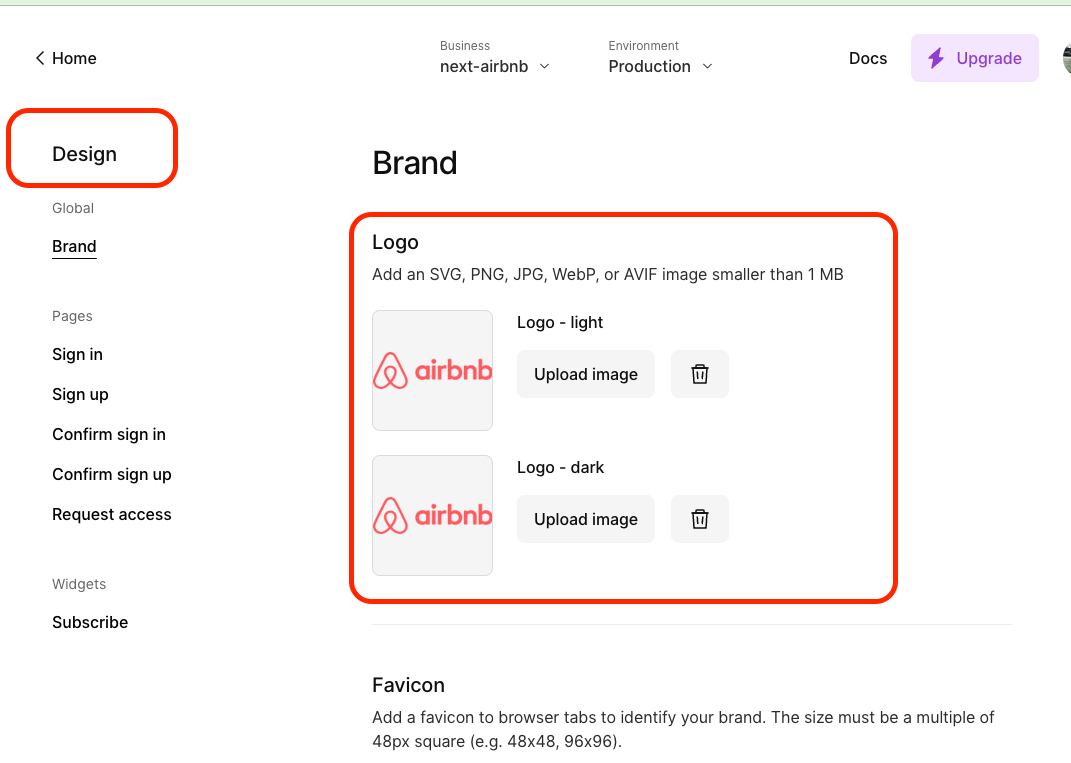 Home
Business
next-airbnb
Environment
Production
Docs
Upgrade
Design
Global
Brand
Pages
Sign in
Sign up
Confirm sign in
Confirm sign up
Request access
Widgets
Subscribe
Brand
Logo
Add an SVG, PNG, JPG, WebP, or AVIF image smaller than 1 MB
airbnb
Logo - light
Upload image
airbnb
Logo - dark
Upload image
Favicon
Add a favicon to browser tabs to identify your brand. The size must be a multiple of
48px square (e.g. 48x48, 96x96).